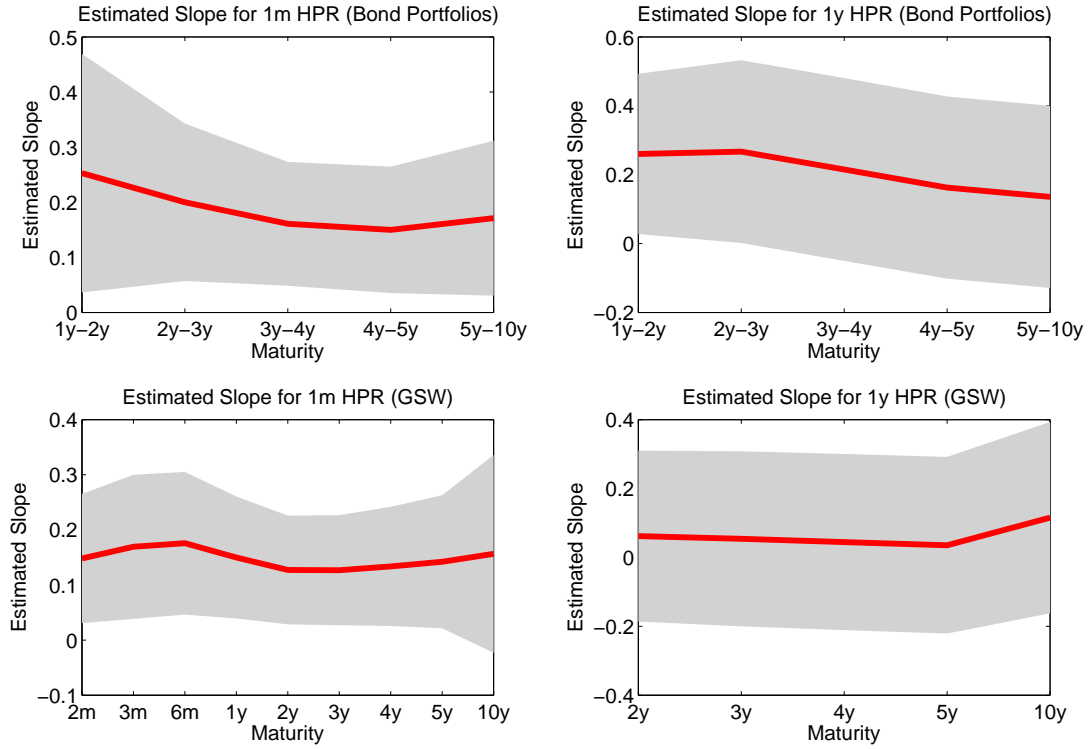 Estimated Slope for 1m HPR (Bond Portfolios)
0.5
0.4
0.3
0.2
0.1
0
Estimated Slope
1y−2y 2y−3y 3y−4y 4y−5y 5y−10y
Maturity
Estimated Slope for 1y HPR (Bond Portfolios)
0.6
0.4
0.2
0
−0.2
Estimated Slope
1y−2y 2y−3y 3y−4y 4y−5y 5y−10y
Maturity
Estimated Slope for 1m HPR (GSW)
0.4
0.3
0.2
0.1
0
−0.1
Estimated Slope
2m 3m 6m 1y 2y 3y 4y 5y 10y
Maturity
Estimated Slope for 1y HPR (GSW)
0.4
0.2
0
−0.2
−0.4
Estimated Slope
2y 3y 4y 5y 10y
Maturity